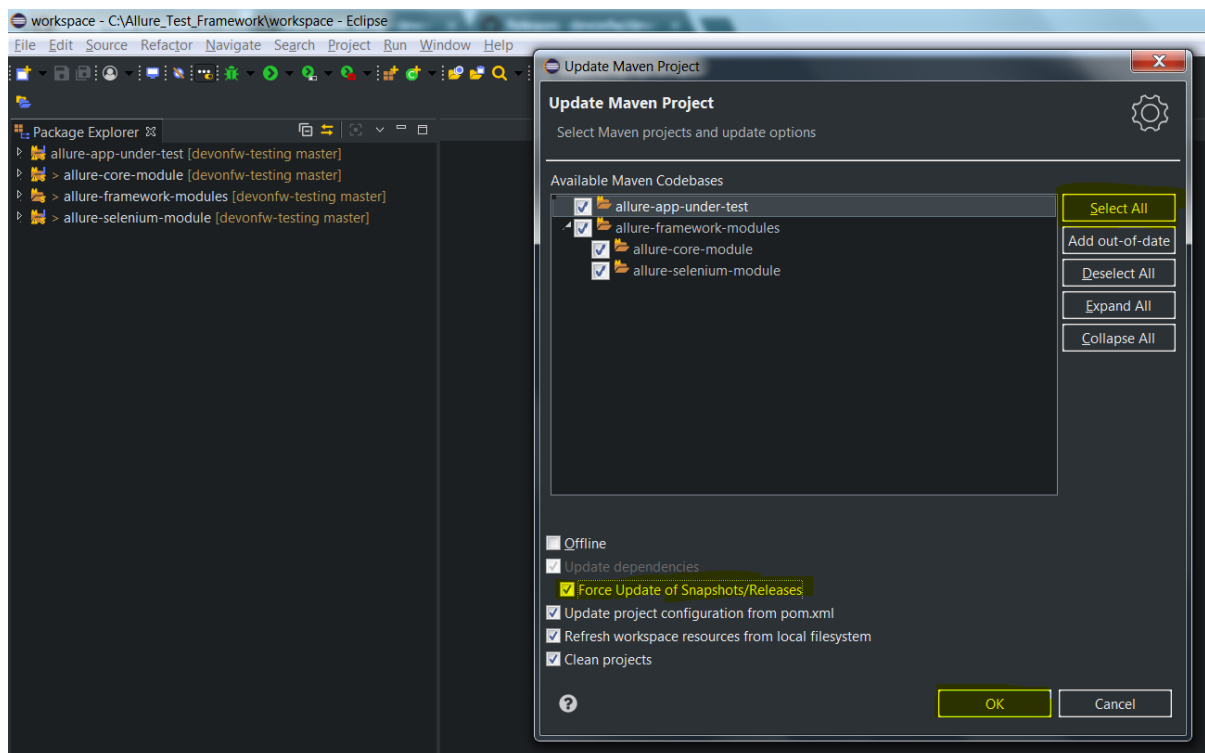 workspace - C:\Allure_Test_Framework\workspace - Eclipse
File Edit Source Refactor Navigate Search Project Run Window Help
Package Explorer
allure-app-under-test [devonfw-testing master]
> allure-core-module [devonfw-testing master]
> allure-framework-modules [devonfw-testing master]
> allure-selenium-module [devonfw-testing master]
Update Maven Project
Update Maven Project
Select Maven projects and update options
Available Maven Codebases
allure-app-under-test
allure-framework-modules
allure-core-module
allure-selenium-module
Select All
Add out-of-date
Deselect All
Expand All
Collapse All
Offline
Update dependencies
Force Update of Snapshots/Releases
Update project configuration from pom.xml
Refresh workspace resources from local filesystem
Clean projects
OK
Cancel